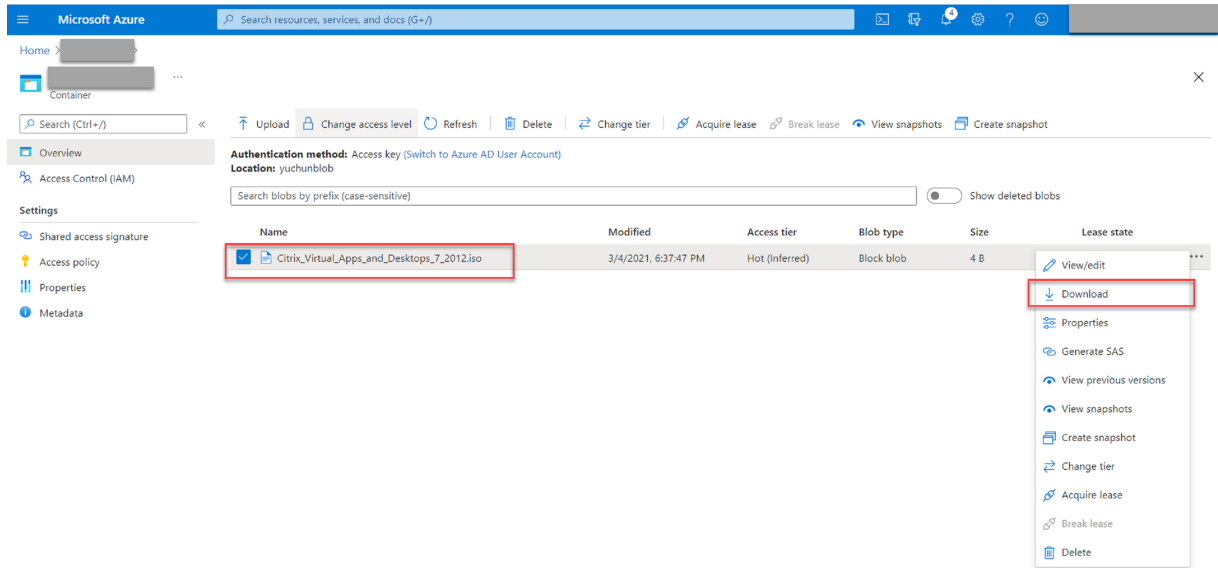 Microsoft Azure
Search resources, services, and docs (G+/)
4
Home
Container
Search (Ctrl+/)
Overview
Access Control (IAM)
Settings
Shared access signature
Access policy
Properties
Metadata
Upload Change access level Refresh Delete Change tier Acquire lease Break lease View snapshots Create snapshot
Authentication method: Access key (Switch to Azure AD User Account)
Location: yuchunblob
Search blobs by prefix (case-sensitive)
Show deleted blobs
Name Modified Access tier Blob type Size Lease state
Citrix_Virtual_Apps_and_Desktops_7_2012.iso 3/4/2021, 6:37:47 PM Hot (Inferred) Block blob 4 B
View/edit
Download
Properties
Generate SAS
View previous versions
View snapshots
Create snapshot
Change tier
Acquire lease
Break lease
Delete